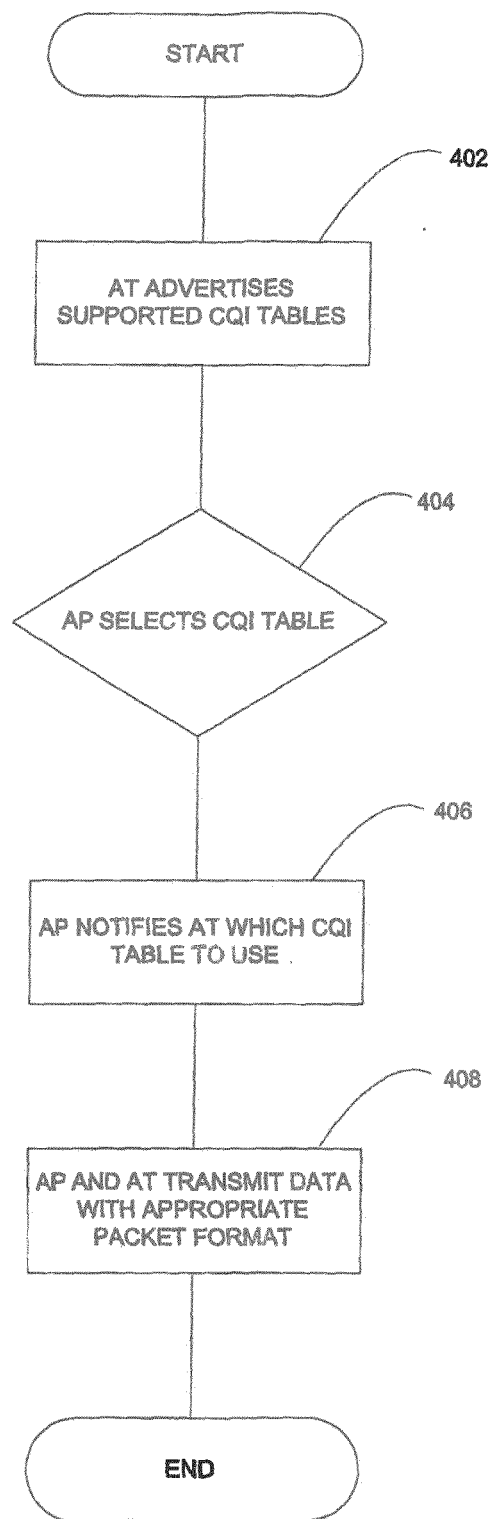 START
402
AT ADVERTISES
SUPPORTED CQI TABLES
404
AP SELECTS CQI TABLE
406
AP NOTIFIES AT WHICH CQI
TABLE TO USE
408
AP AND AT TRANSMIT DATA
WITH APPROPRIATE
PACKET FORMAT
END